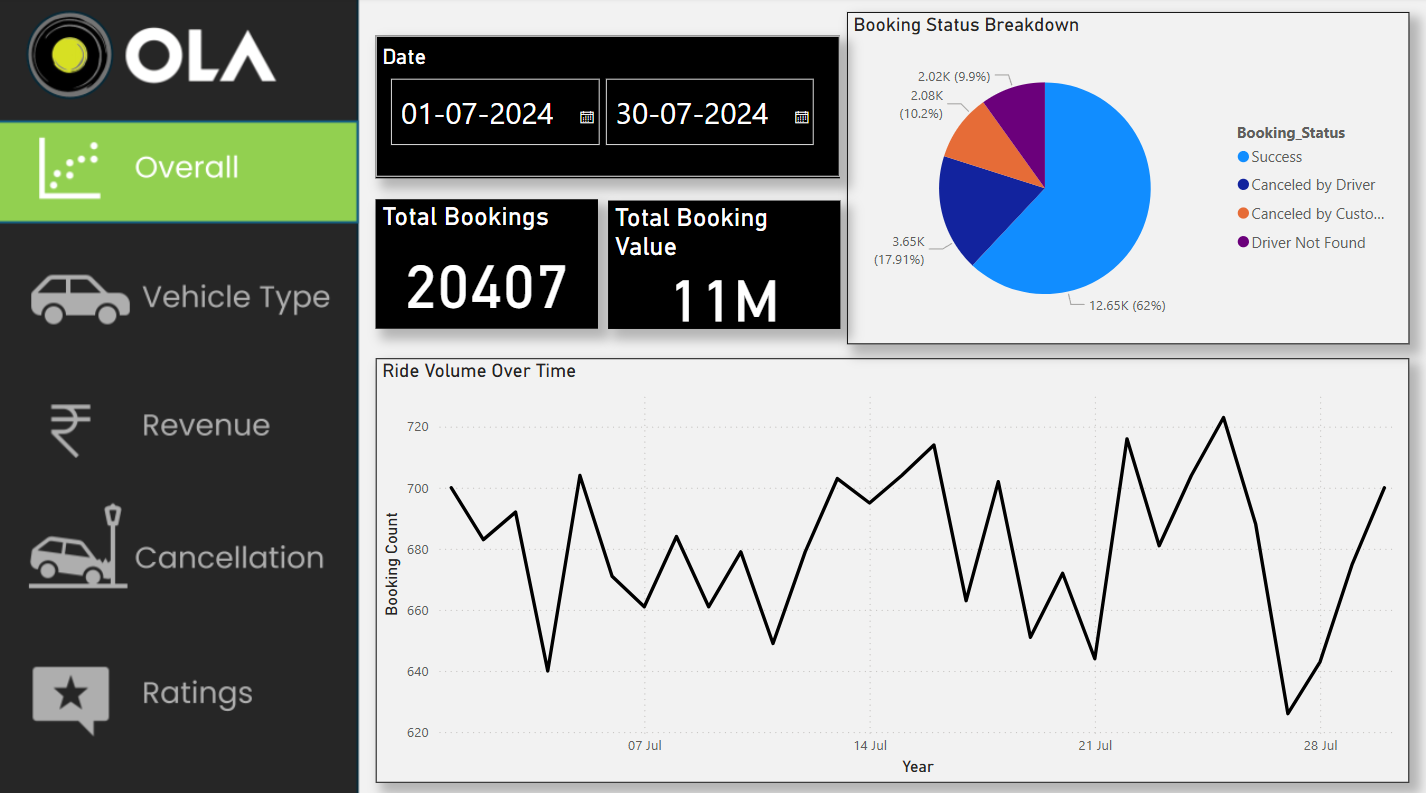 OLA
Overall
Vehicle Type
Revenue
Cancellation
Ratings
Date
01-07-2024
30-07-2024
Total Bookings
20407
Total Booking
Value
11M
Booking Status Breakdown
2.02K (9.9%)
2.08K
(10.2%)
3.65K
(17.91%)
12.65K (62%)
Booking_Status
Success
Canceled by Driver
Canceled by Custo...
Driver Not Found
Ride Volume Over Time
Booking Count
720
700
680
660
640
620
07 Jul
14 Jul
21 Jul
28 Jul
Year